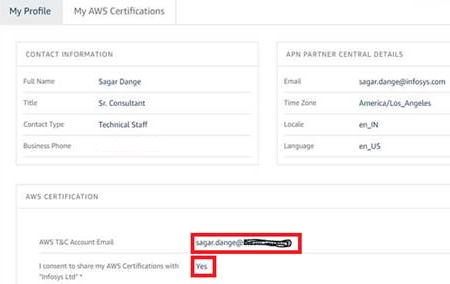 My Profile My AWS Certifications
CONTACT INFORMATION
Full Name Sagar Dange
Title Sr. Consultant
Contact Type Technical Staff
Business Phone
APN PARTNER CENTRAL DETAILS
Email sagar.dange@infosys.com
Time Zone America/Los_Angeles
Locale en_IN
Language en_US
AWS CERTIFICATION
AWS T&C Account Email sagar.dange@
I consent to share my AWS Certifications with Yes
"Infosys Ltd" *